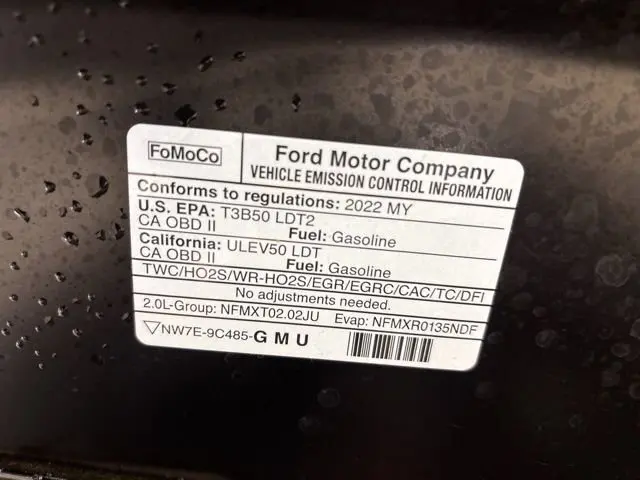 FoMoCo
Ford Motor Company
VEHICLE EMISSION CONTROL INFORMATION
Conforms to regulations: 2022 MY
U.S. EPA: T3B50 LDT2
CA OBD II Fuel: Gasoline
California: ULEV50 LDT
CA OBD II Fuel: Gasoline
TWC/HO2S/WR-HO2S/EGR/EGRC/CAC/TC/DFI
No adjustments needed.
2.0L-Group: NFMXT02.02JU Evap: NFMXR0135NDF
NW7E-9C485-GMU